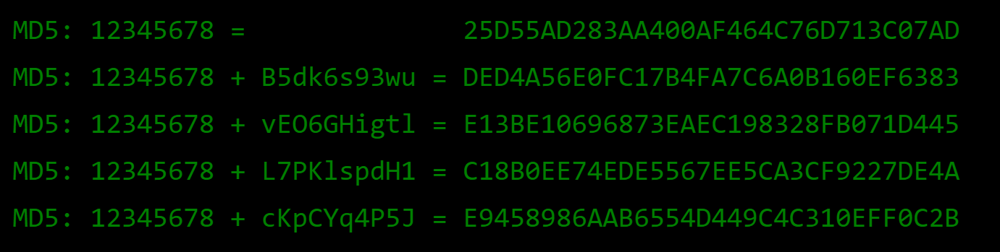 MD5: 12345678 = 25D55AD283AA400AF464C76D713C07AD
MD5: 12345678 + B5dk6s93wu = DED4A56E0FC17B4FA7C6A0B160EF6383
MD5: 12345678 + vEO6GHigtl = E13BE10696873EAEC198328FB071D445
MD5: 12345678 + L7PKlspdH1 = C18B0EE74EDE5567EE5CA3CF9227DE4A
MD5: 12345678 + cKpCYq4P5J = E9458986AAB6554D449C4C310EFF0C2B